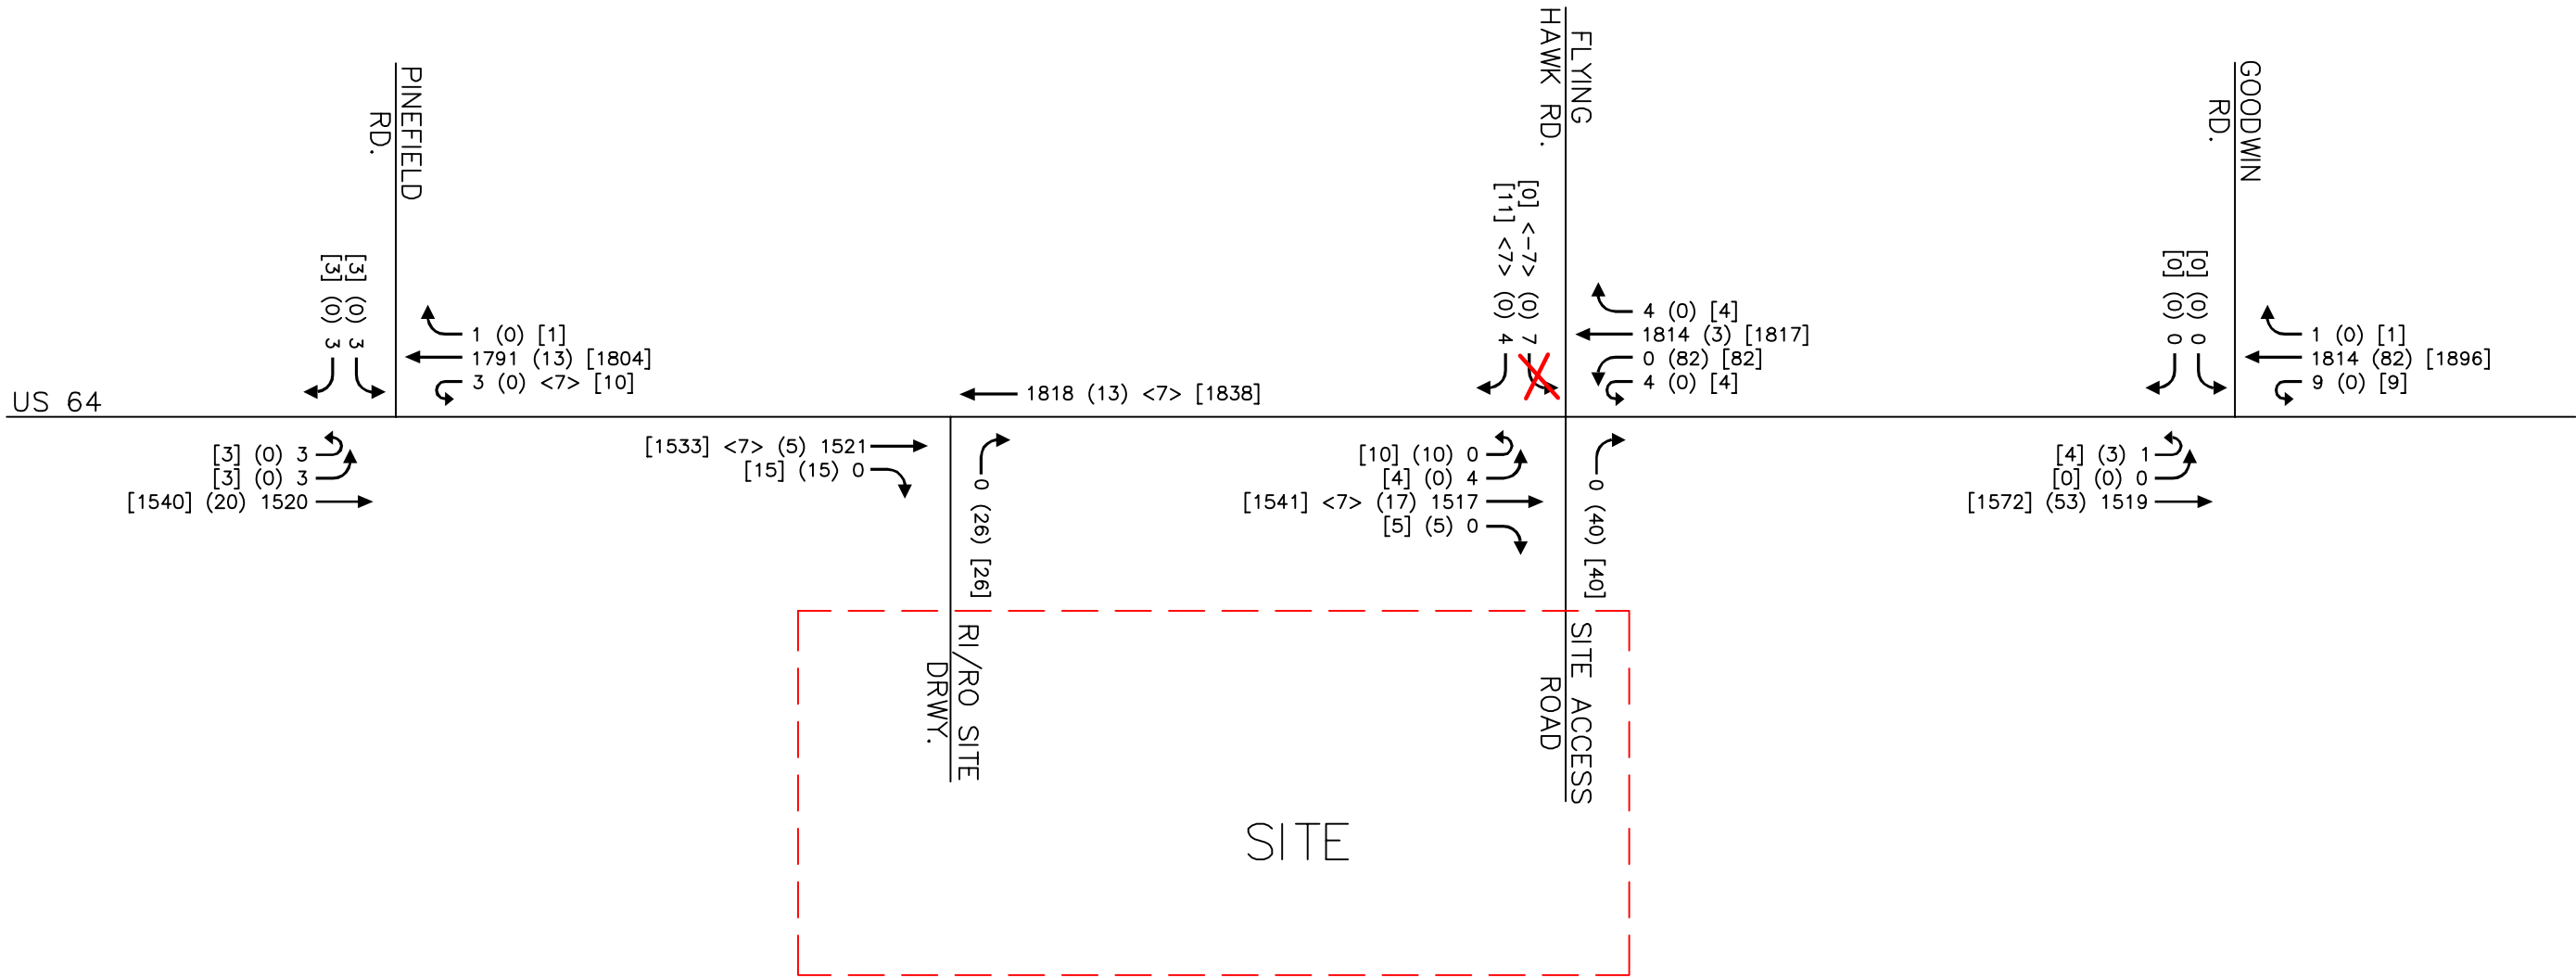 PINEFIELD
RD.
FLYING
HAWK RD.
GOODWIN
RD.
[3] (0) 3
[3] (0) 3
1 (0) [1]
1791 (13) [1804]
3 (0) <7> [10]
[0] <-7> (0) 7
[11] <7> (0) 4
4 (0) [4]
1814 (3) [1817]
0 (82) [82]
4 (0) [4]
[0] (0) 0
[0] (0) 0
1 (0) [1]
1814 (82) [1896]
9 (0) [9]
US 64
1818 (13) <7> [1838]
[3] (0) 3
[3] (0) 3
[1540] (20) 1520
[1533] <7> (5) 1521
[15] (15) 0
0 (26) [26]
[10] (10) 0
[4] (0) 4
[1541] <7> (17) 1517
[5] (5) 0
0 (40) [40]
[4] (3) 1
[0] (0) 0
[1572] (53) 1519
RI/RO SITE
DRWY.
SITE ACCESS
ROAD
SITE